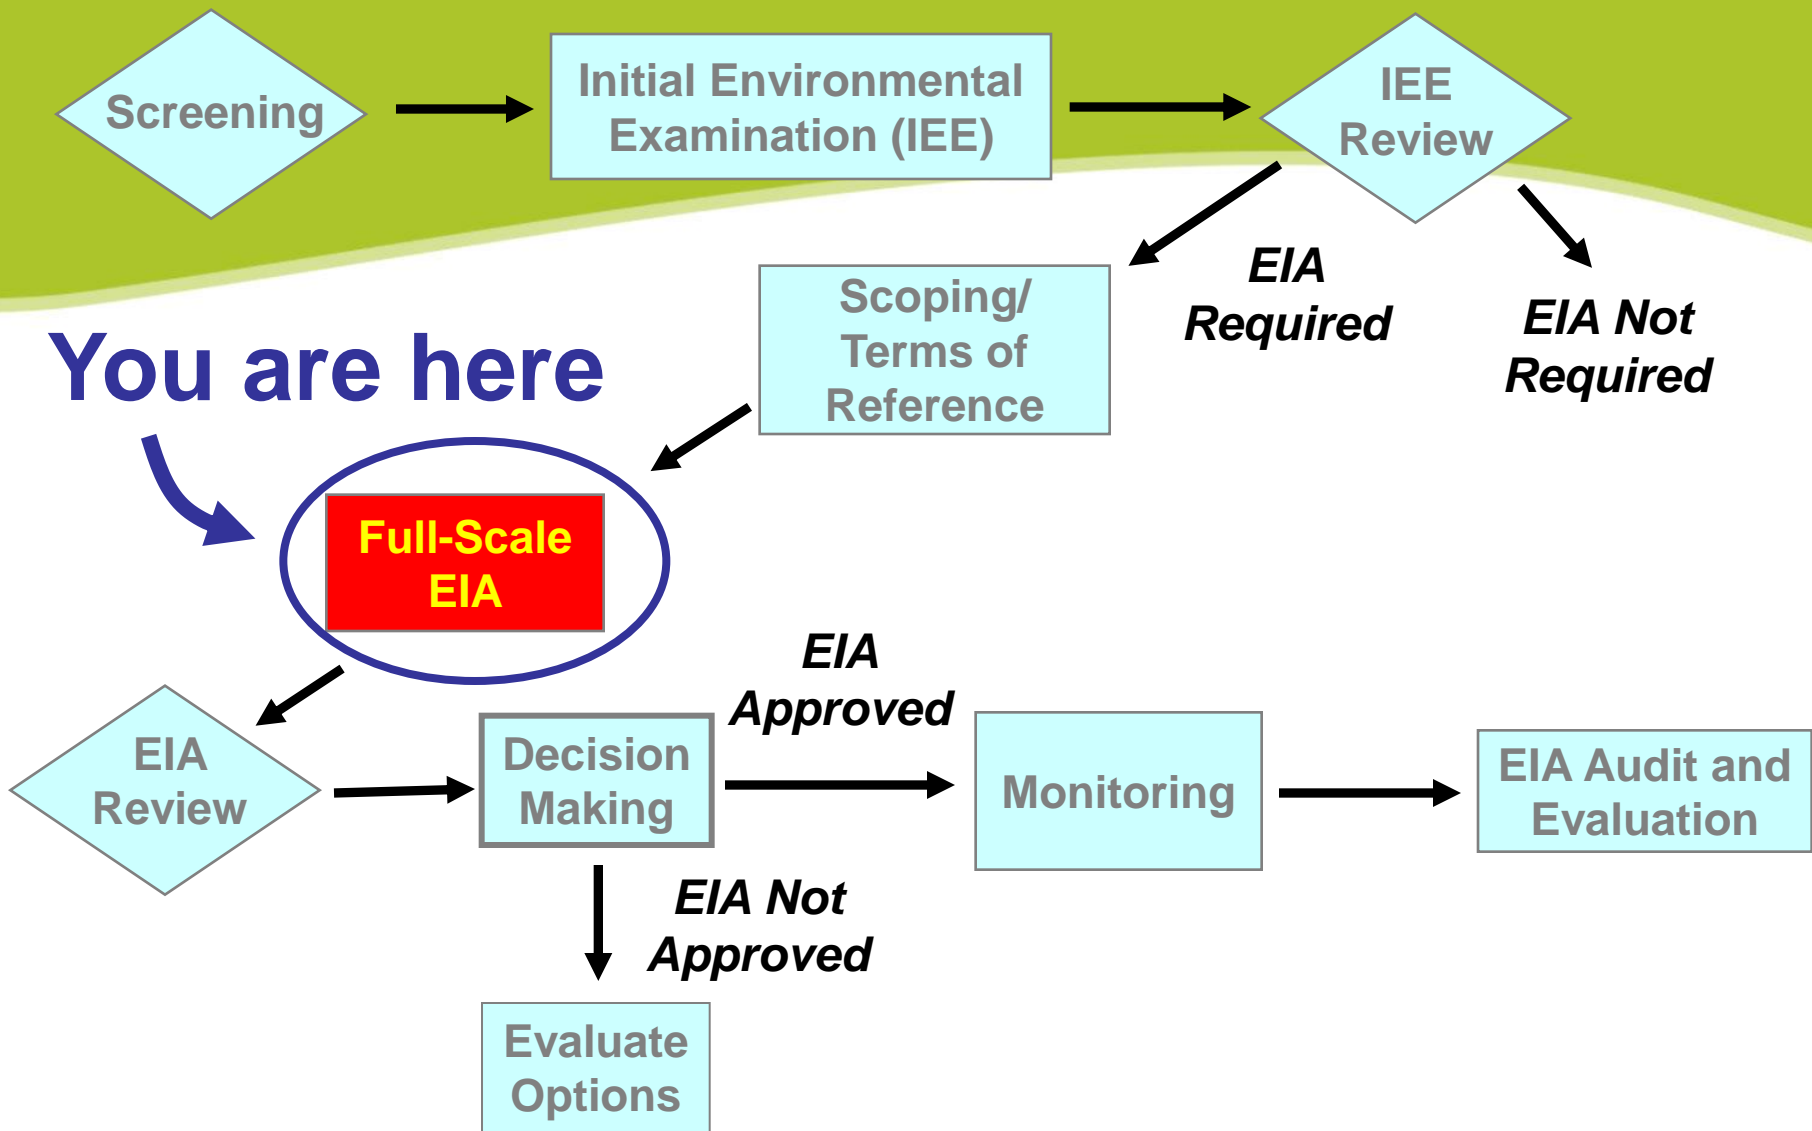 Screening
Initial Environmental
Examination (IEE)
IEE
Review
EIA
Required
EIA Not
Required
Scoping/
Terms of
Reference
You are here
Full-Scale
EIA
EIA
Review
Decision
Making
EIA
Approved
Monitoring
EIA Audit and
Evaluation
EIA Not
Approved
Evaluate
Options